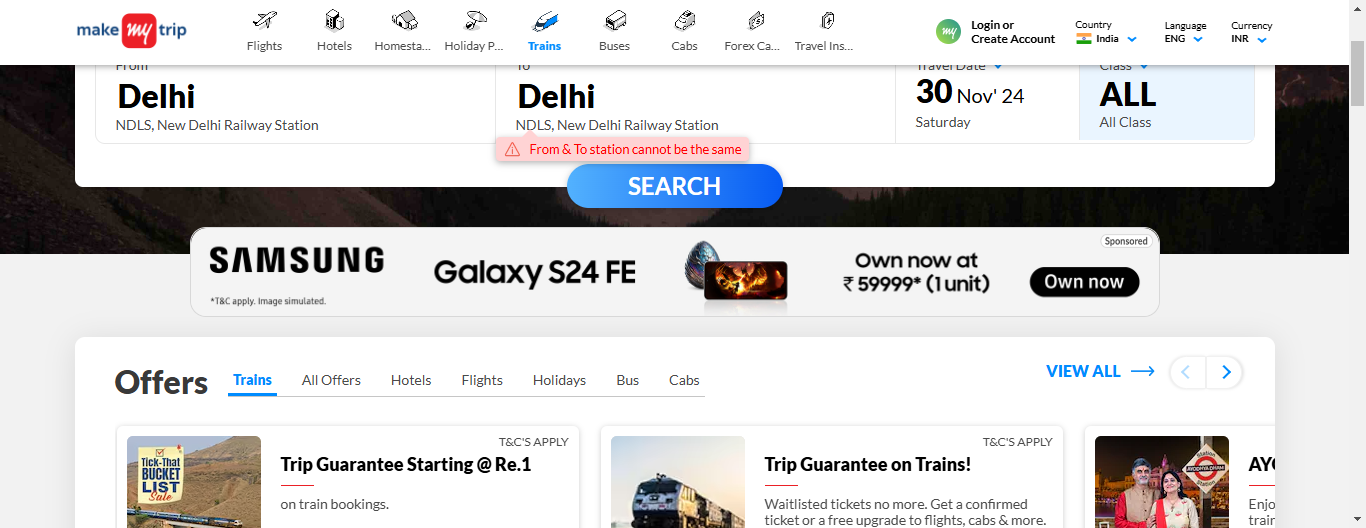 make my trip
Flights
Hotels
Homesta...
Holiday P...
Trains
Buses
Cabs
Forex Ca...
Travel Ins...
my
Login or
Create Account
Country
India
Language
ENG
Currency
INR
From
To
Travel Date
Class
Delhi
NDLS, New Delhi Railway Station
Delhi
NDLS, New Delhi Railway Station
30 Nov' 24
Saturday
ALL
All Class
From & To station cannot be the same
SEARCH
SAMSUNG
*T&C apply. Image simulated.
Galaxy S24 FE
Own now at
₹ 59999* (1 unit)
Sponsored
Own now
Offers
Trains
All Offers
Hotels
Flights
Holidays
Bus
Cabs
VIEW ALL
T&C'S APPLY
TICK-THAT
BUCKET
LIST
Sale
Trip Guarantee Starting @ Re.1
on train bookings.
T&C'S APPLY
Trip Guarantee on Trains!
Waitlisted tickets no more. Get a confirmed
ticket or a free upgrade to flights, cabs & more.
Station
AYODHYA DHAM
Station
AYO
Enjo
train